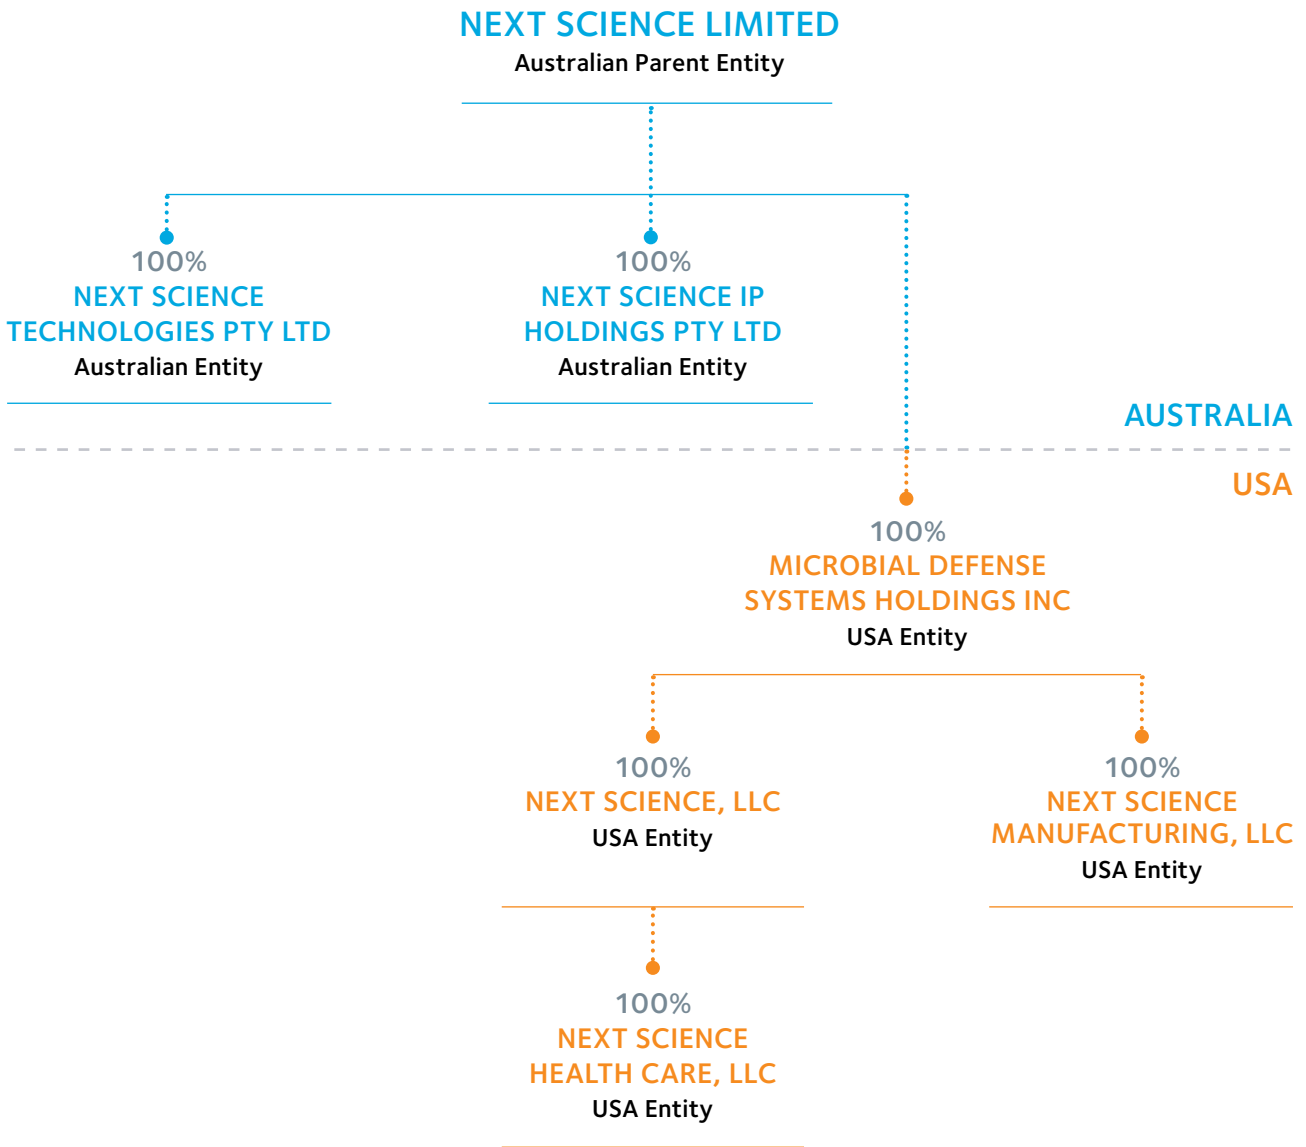 NEXT SCIENCE LIMITED
Australian Parent Entity
100%
NEXT SCIENCE
TECHNOLOGIES PTY LTD
Australian Entity
100%
NEXT SCIENCE IP
HOLDINGS PTY LTD
Australian Entity
AUSTRALIA
USA
100%
MICROBIAL DEFENSE
SYSTEMS HOLDINGS INC
USA Entity
100%
NEXT SCIENCE, LLC
USA Entity
100%
NEXT SCIENCE
MANUFACTURING, LLC
USA Entity
100%
NEXT SCIENCE
HEALTH CARE, LLC
USA Entity